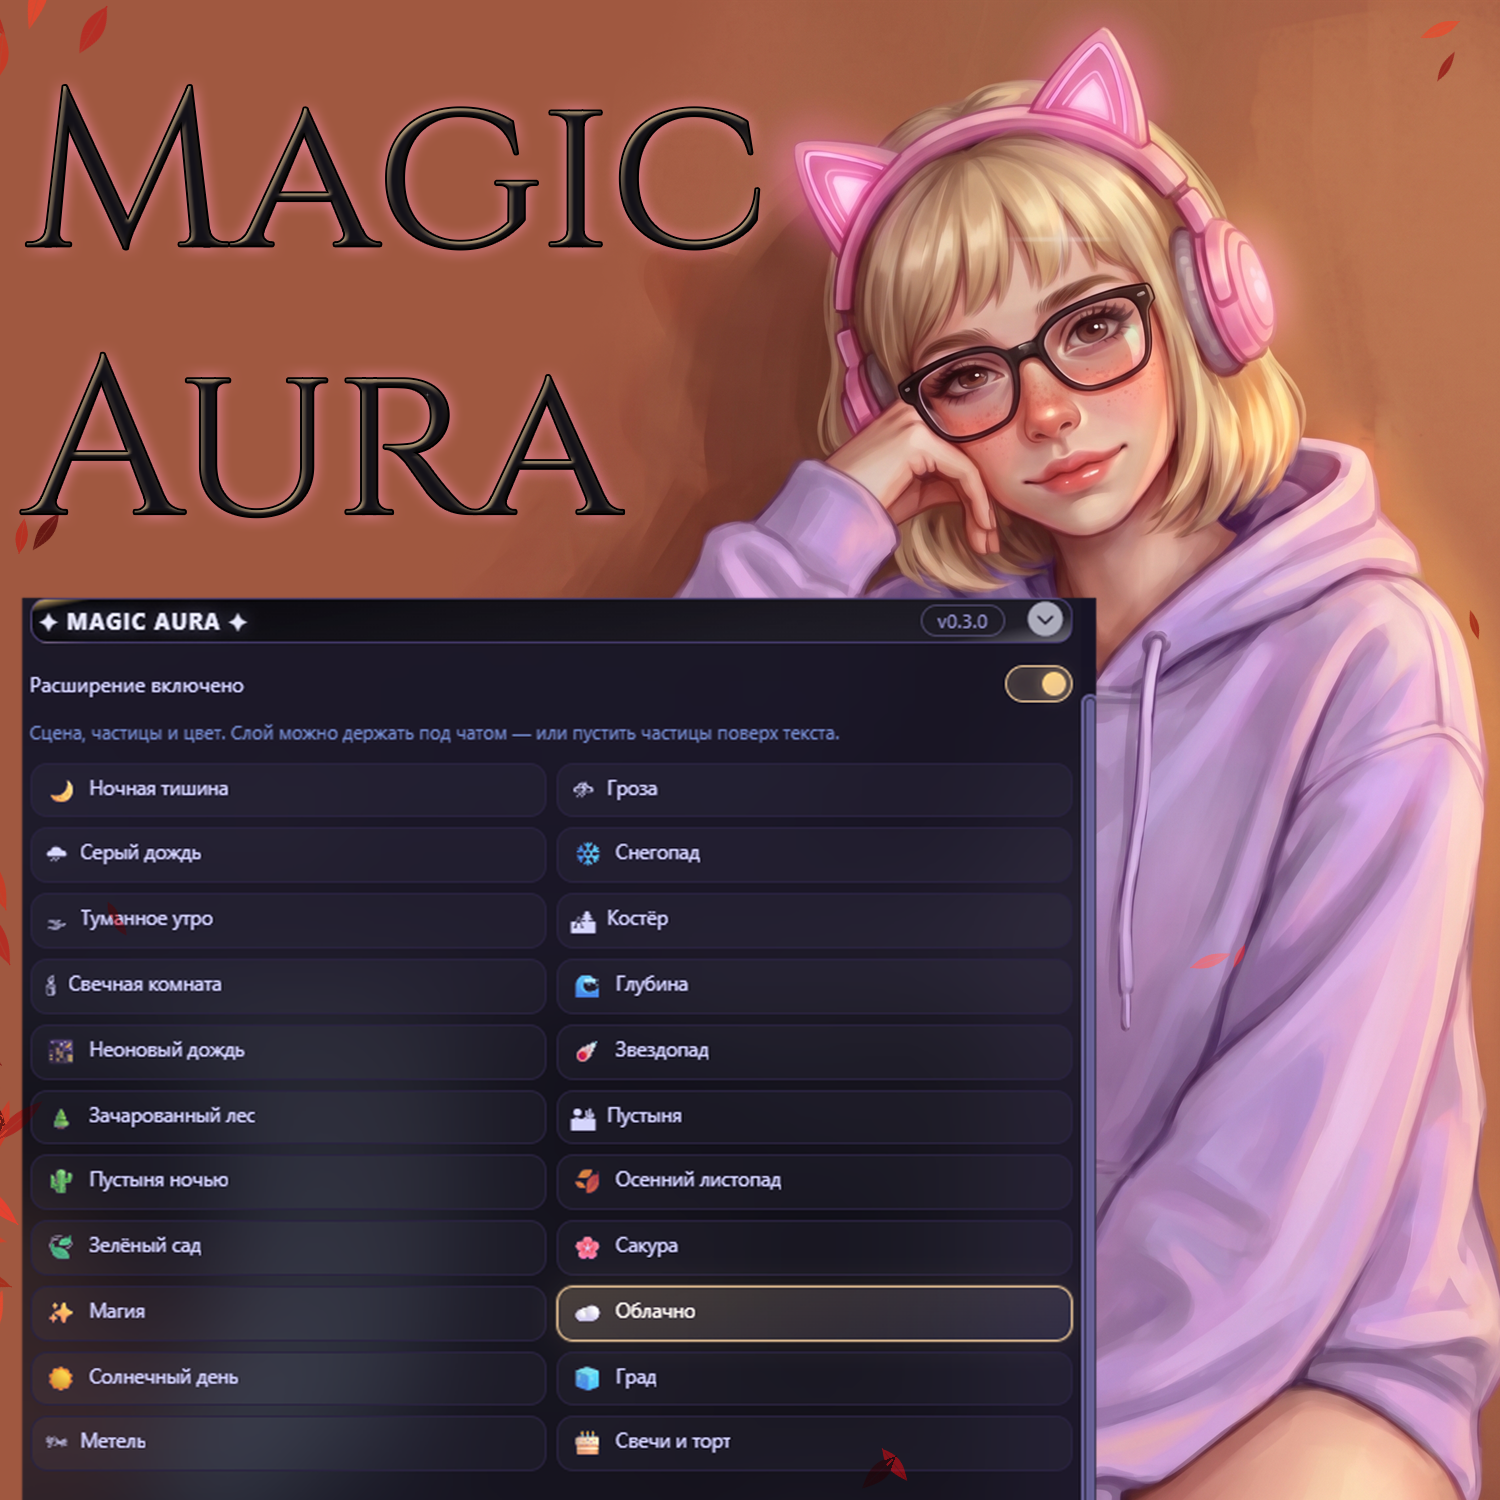 MAGIC
AURA
✦ MAGIC AURA ✦
v0.3.0
Расширение включено
Сцена, частицы и цвет. Слой можно держать под чатом — или пустить частицы поверх текста.
Ночная тишина
Гроза
Серый дождь
Снегопад
Туманное утро
Костёр
Свечная комната
Глубина
Неоновый дождь
Звездопад
Зачарованный лес
Пустыня
Пустыня ночью
Осенний листопад
Зелёный сад
Сакура
Магия
Облачно
Солнечный день
Град
Метель
Свечи и торт